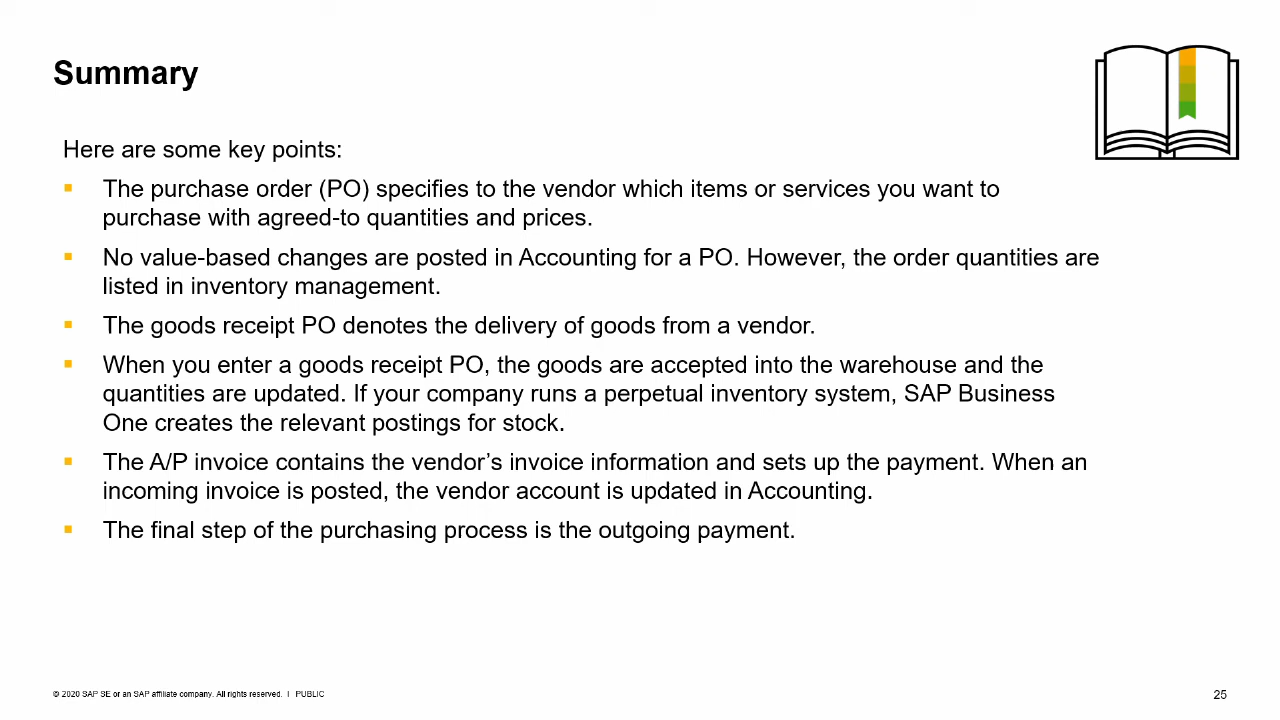 Summary
Here are some key points:
▪ The purchase order (PO) specifies to the vendor which items or services you want to
purchase with agreed-to quantities and prices.
▪ No value-based changes are posted in Accounting for a PO. However, the order quantities are
listed in inventory management.
▪ The goods receipt PO denotes the delivery of goods from a vendor.
▪ When you enter a goods receipt PO, the goods are accepted into the warehouse and the
quantities are updated. If your company runs a perpetual inventory system, SAP Business
One creates the relevant postings for stock.
▪ The A/P invoice contains the vendor’s invoice information and sets up the payment. When an
incoming invoice is posted, the vendor account is updated in Accounting.
▪ The final step of the purchasing process is the outgoing payment.
© 2020 SAP SE or an SAP affiliate company. All rights reserved. I PUBLIC
25